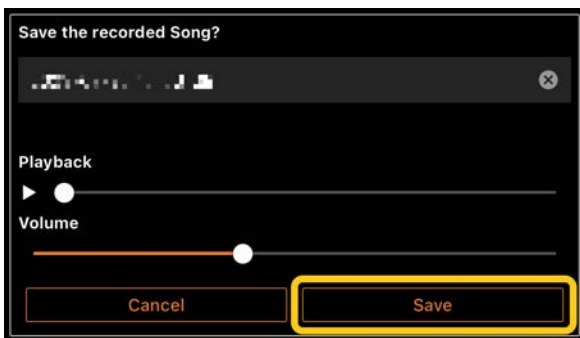 Save the recorded Song?
Playback
Volume
Cancel
Save